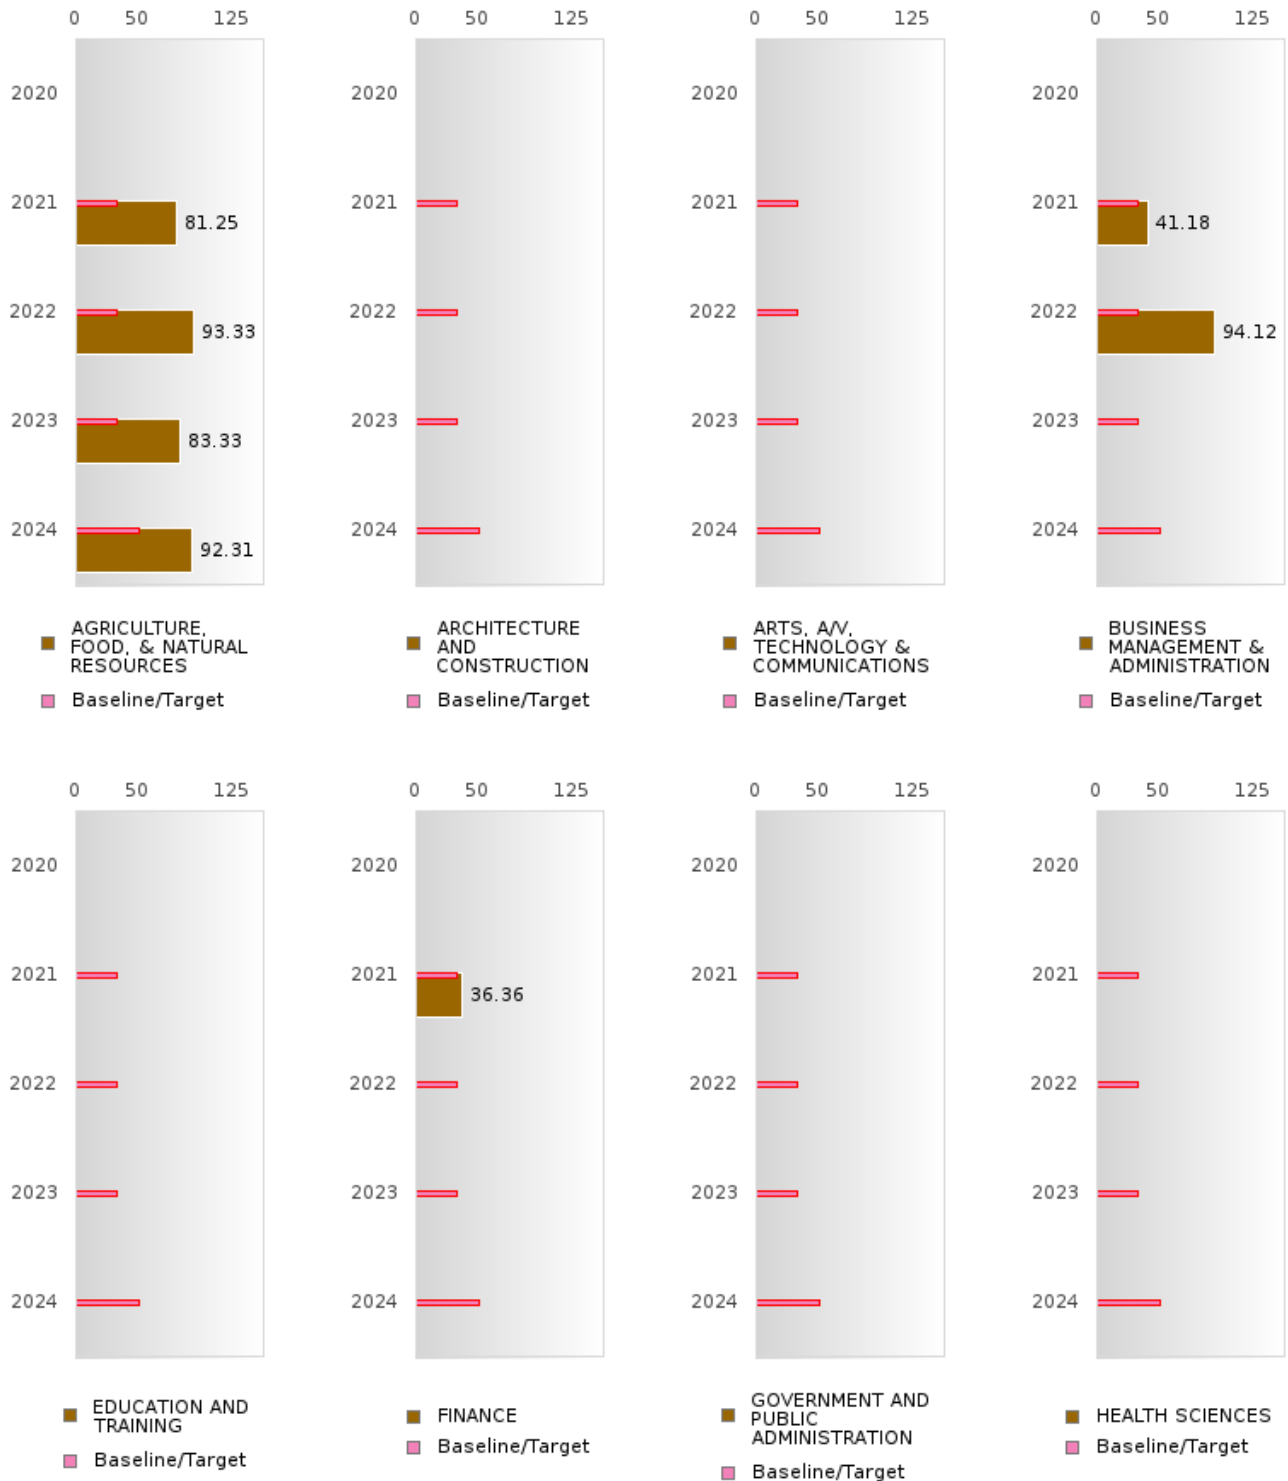 0 50 125 0 50 125 0 50 125 0 50 125
2020 2020 2020 2020
2021 81.25 2021 2021 2021 41.18
2022 93.33 2022 2022 2022 94.12
2023 83.33 2023 2023 2023
2024 92.31 2024 2024 2024
AGRICULTURE,
FOOD, & NATURAL
RESOURCES
Baseline/Target
ARCHITECTURE
AND
CONSTRUCTION
Baseline/Target
ARTS, A/V,
TECHNOLOGY &
COMMUNICATIONS
Baseline/Target
BUSINESS
MANAGEMENT &
ADMINISTRATION
Baseline/Target
0 50 125 0 50 125 0 50 125 0 50 125
2020 2020 2020 2020
2021 2021 36.36 2021 2021
2022 2022 2022 2022
2023 2023 2023 2023
2024 2024 2024 2024
EDUCATION AND
TRAINING
Baseline/Target
FINANCE
Baseline/Target
GOVERNMENT AND
PUBLIC
ADMINISTRATION
Baseline/Target
HEALTH SCIENCES
Baseline/Target